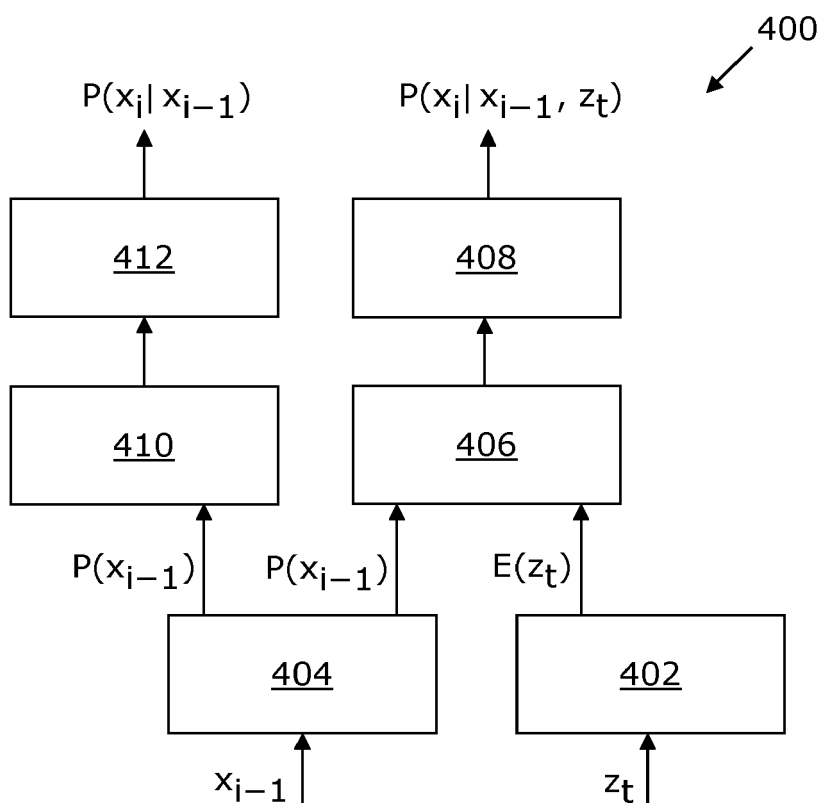 400
P(xᵢ| xᵢ₋₁)
P(xᵢ| xᵢ₋₁, zₜ)
412
408
410
406
P(xᵢ₋₁)
P(xᵢ₋₁)
E(zₜ)
404
402
xᵢ₋₁
zₜ